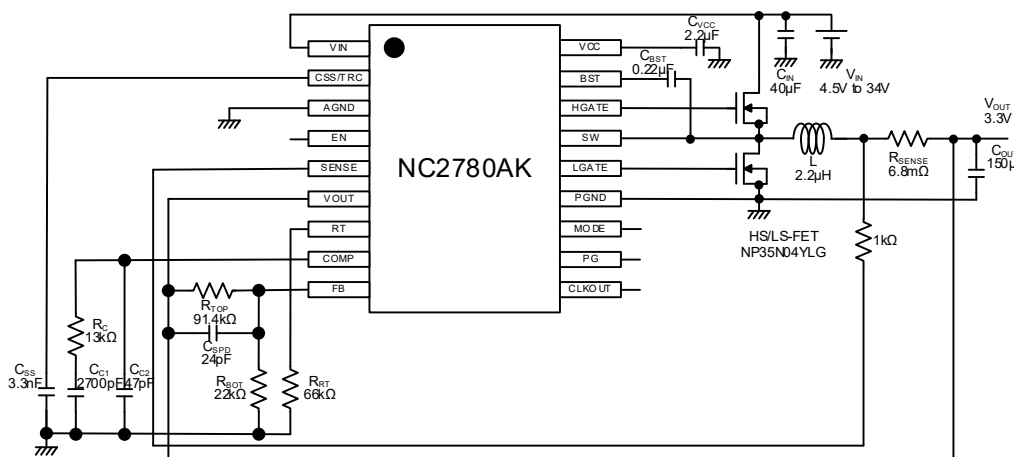 VIN
CSS/TRC
AGND
EN
SENSE
VOUT
RT
COMP
FB
NC2780AK
VCC
BST
HGATE
SW
LGATE
PGND
MODE
PG
CLKOUT
CVCC
2.2µF
CBST
0.22µF
CIN
40µF
VIN
4.5V to 34V
VOUT
3.3V
L
2.2µH
RSENSE
6.8mΩ
COUT
150µ
HS/LS-FET
NP35N04YLG
1kΩ
RTOP
91.4kΩ
CSPD
24pF
RC
13kΩ
CSS
3.3nF
CC1
2700pF
CC2
47pF
RBOT
22kΩ
RRT
66kΩ